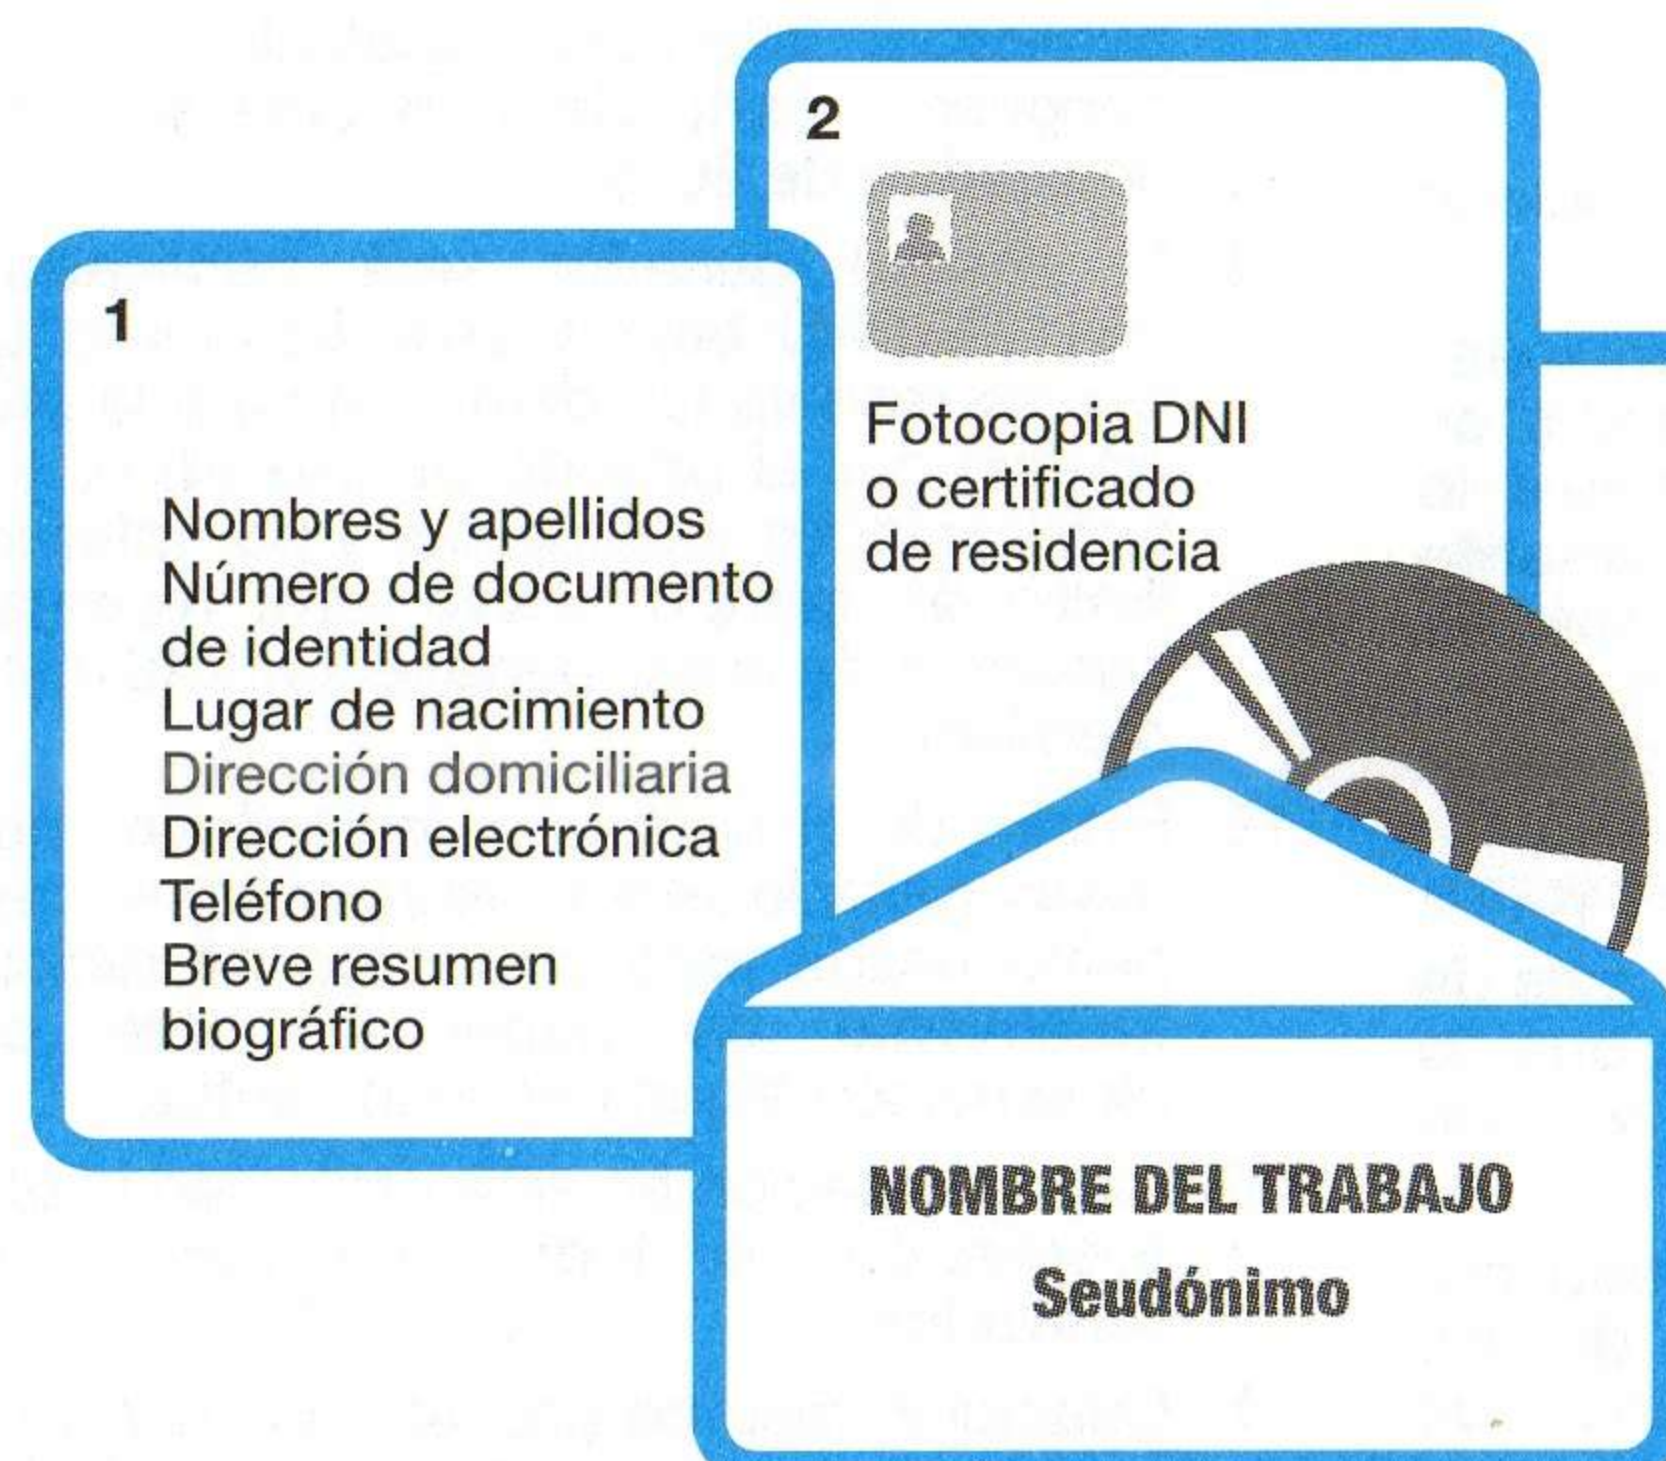 1
Nombres y apellidos
Número de documento
de identidad
Lugar de nacimiento
Dirección domiciliaria
Dirección electrónica
Teléfono
Breve resumen
biográfico
2
Fotocopia DNI
o certificado
de residencia
NOMBRE DEL TRABAJO
Seudónimo